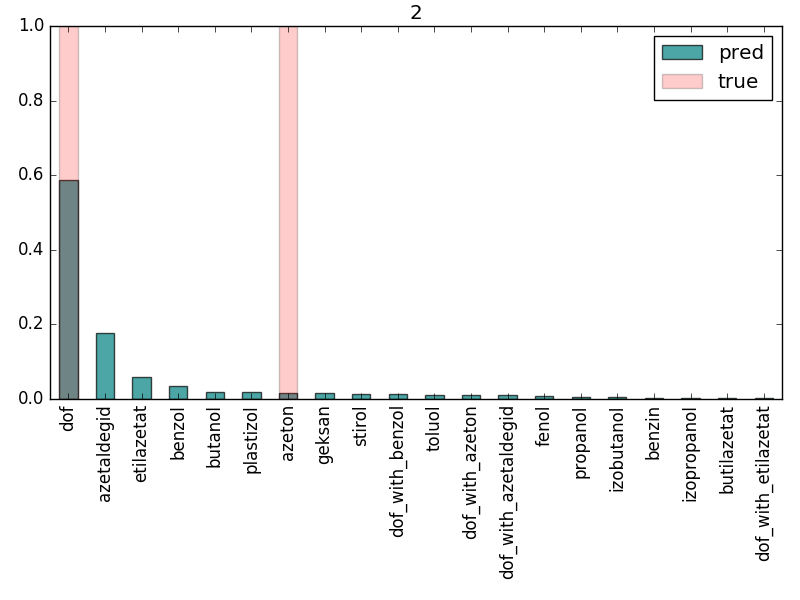 2
1.0
0.8
0.6
0.4
0.2
0.0
pred
true
dof
azetaldegid
etilazetat
benzol
butanol
plastizol
azeton
geksan
stirol
dof_with_benzol
toluol
dof_with_azeton
dof_with_azetaldegid
fenol
propanol
izobutanol
benzin
izopropanol
butilazetat
dof_with_etilazetat